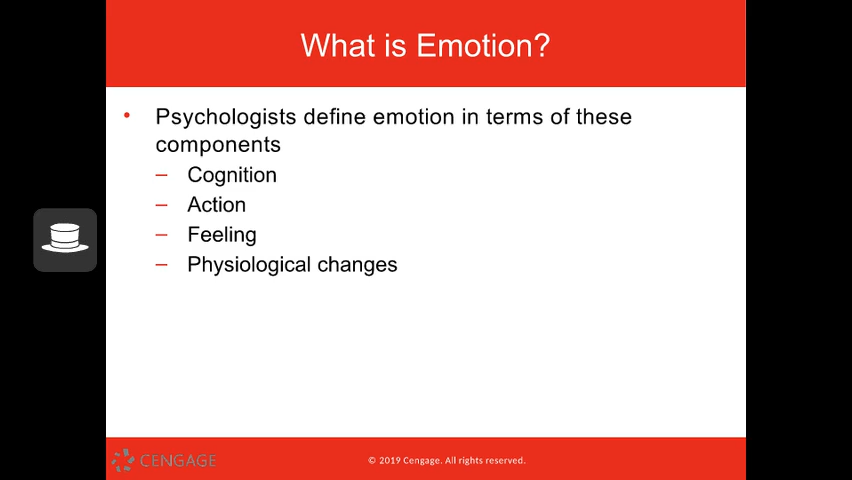 What is Emotion?
• Psychologists define emotion in terms of these
components
– Cognition
– Action
– Feeling
– Physiological changes
CENGAGE
© 2019 Cengage. All rights reserved.